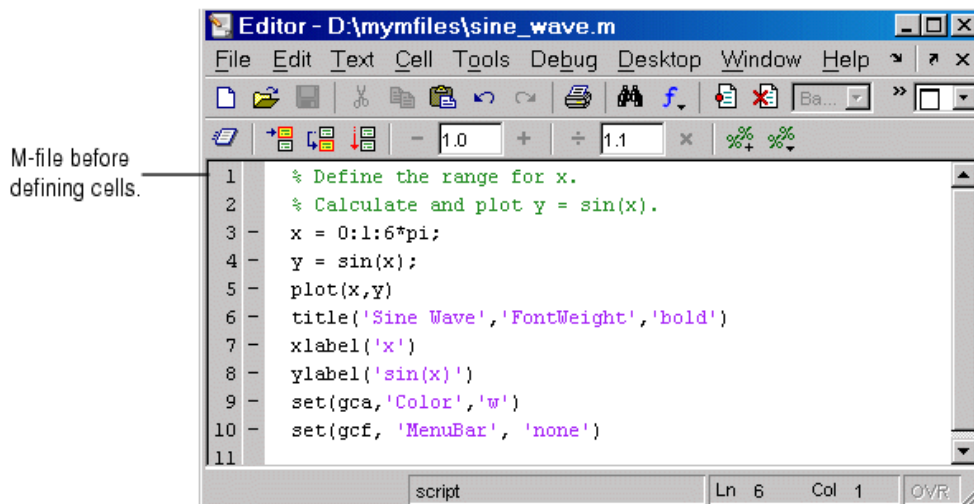 Editor - D:\mymfiles\sine_wave.m
File Edit Text Cell Tools Debug Desktop Window Help
Ba...
1.0
1.1
M-file before
defining cells.
1 % Define the range for x.
2 % Calculate and plot y = sin(x).
3 - x = 0:1:6*pi;
4 - y = sin(x);
5 - plot(x,y)
6 - title('Sine Wave','FontWeight','bold')
7 - xlabel('x')
8 - ylabel('sin(x)')
9 - set(gca,'Color','w')
10 - set(gcf, 'MenuBar', 'none')
11
script Ln 6 Col 1 OVR